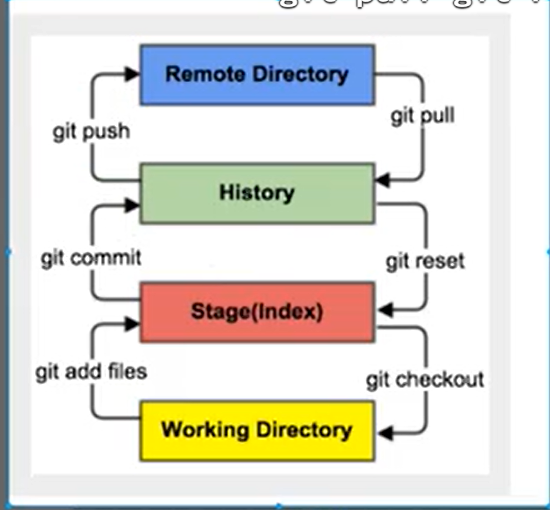 Remote Directory
git push
git pull
History
git commit
git reset
Stage(Index)
git add files
git checkout
Working Directory